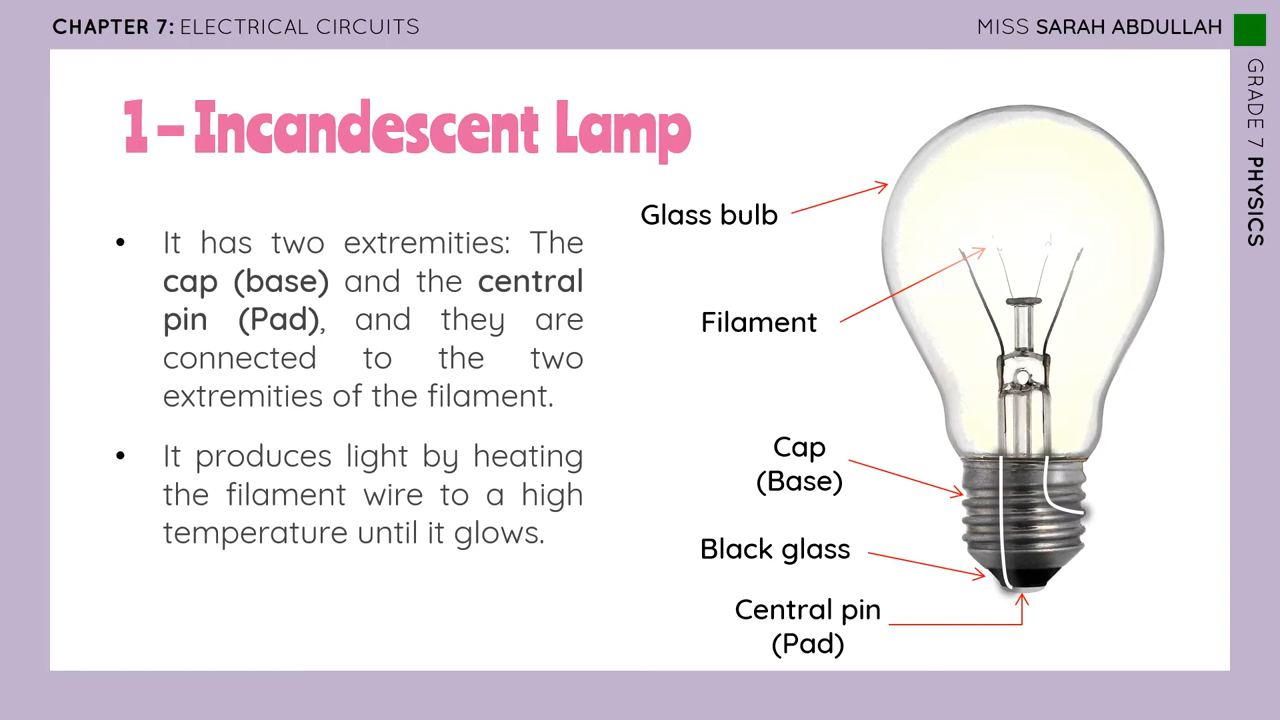 CHAPTER 7: ELECTRICAL CIRCUITS
MISS SARAH ABDULLAH
GRADE 7 PHYSICS
1 – Incandescent Lamp
• It has two extremities: The
cap (base) and the central
pin (Pad), and they are
connected to the two
extremities of the filament.
• It produces light by heating
the filament wire to a high
temperature until it glows.
Glass bulb
Filament
Cap
(Base)
Black glass
Central pin
(Pad)